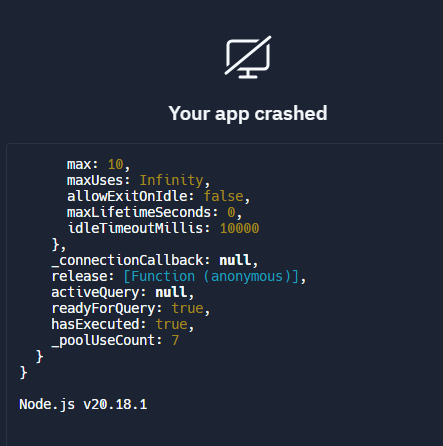 Your app crashed
max: 10,
maxUses: Infinity,
allowExitOnIdle: false,
maxLifetimeSeconds: 0,
idleTimeoutMillis: 10000
},
_connectionCallback: null,
release: [Function (anonymous)],
activeQuery: null,
readyForQuery: true,
hasExecuted: true,
_poolUseCount: 7
}
}
Node.js v20.18.1